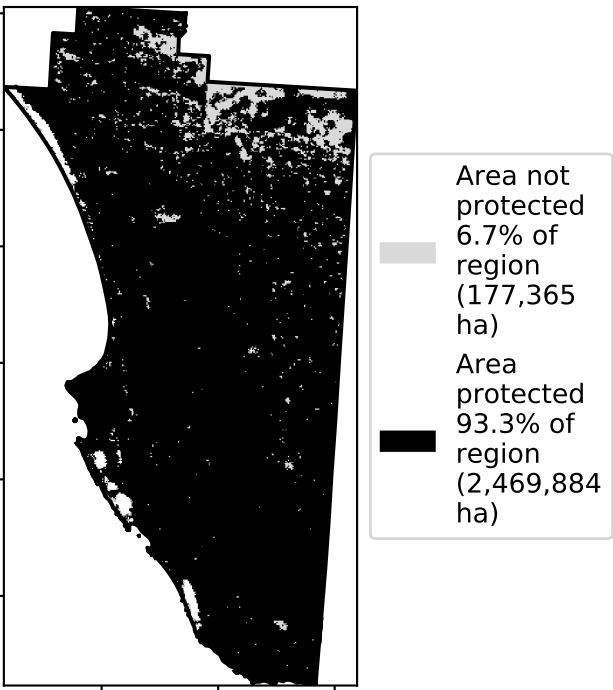 Area not
protected
6.7% of
region
(177,365
ha)
Area
protected
93.3% of
region
(2,469,884
ha)